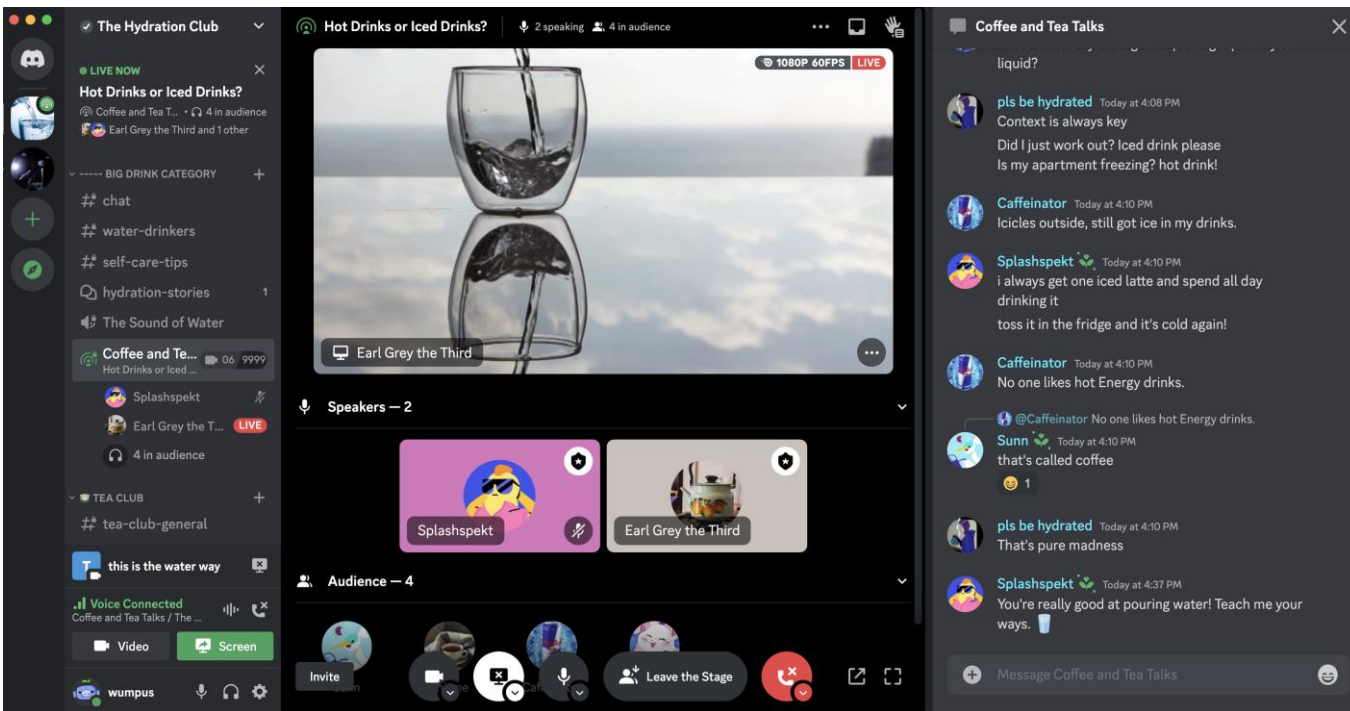 The Hydration Club
LIVE NOW
Hot Drinks or Iced Drinks?
Coffee and Tea T... • 4 in audience
Earl Grey the Third and 1 other
----- BIG DRINK CATEGORY
chat
water-drinkers
self-care-tips
hydration-stories 1
The Sound of Water
Coffee and Te... 06 9999
Hot Drinks or Iced ...
Splashspekt
Earl Grey the T... LIVE
4 in audience
TEA CLUB
tea-club-general
T
this is the water way
Voice Connected
Coffee and Tea Talks / The ...
Video Screen
wumpus
Hot Drinks or Iced Drinks? 2 speaking 4 in audience
1080P 60FPS LIVE
Earl Grey the Third
Speakers — 2
Splashspekt
Earl Grey the Third
Audience — 4
Invite
Leave the Stage
Coffee and Tea Talks
liquid?
pls be hydrated Today at 4:08 PM
Context is always key
Did I just work out? Iced drink please
Is my apartment freezing? hot drink!
Caffeinator Today at 4:10 PM
Icicles outside, still got ice in my drinks.
Splashspekt Today at 4:10 PM
i always get one iced latte and spend all day
drinking it
toss it in the fridge and it's cold again!
Caffeinator Today at 4:10 PM
No one likes hot Energy drinks.
@Caffeinator No one likes hot Energy drinks.
Sunn Today at 4:10 PM
that's called coffee
1
pls be hydrated Today at 4:10 PM
That's pure madness
Splashspekt Today at 4:37 PM
You're really good at pouring water! Teach me your
ways.
Message Coffee and Tea Talks